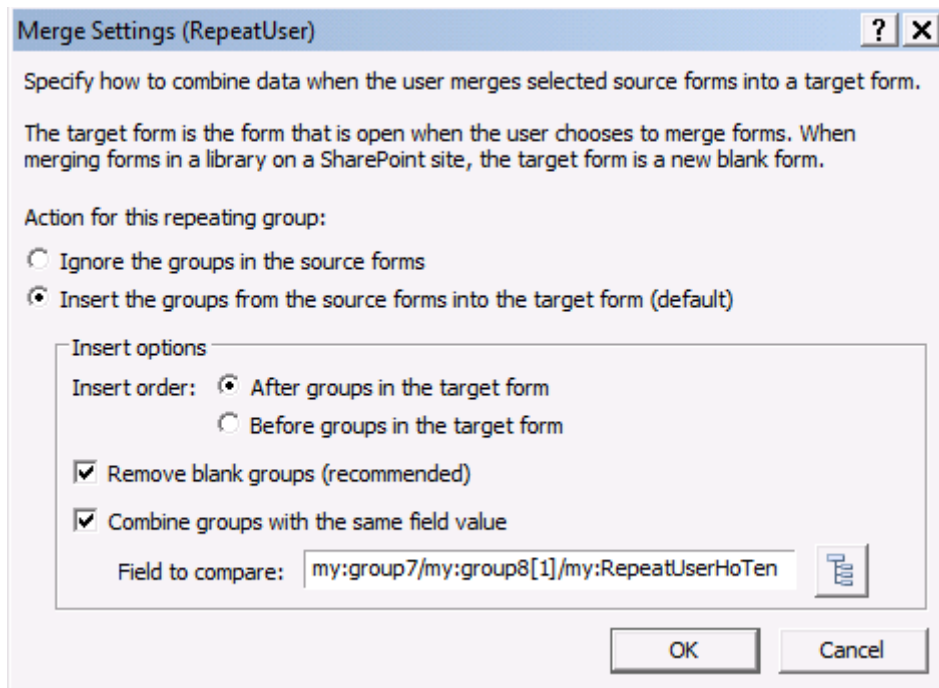 Merge Settings (RepeatUser)
Specify how to combine data when the user merges selected source forms into a target form.
The target form is the form that is open when the user chooses to merge forms. When
merging forms in a library on a SharePoint site, the target form is a new blank form.
Action for this repeating group:
Ignore the groups in the source forms
Insert the groups from the source forms into the target form (default)
Insert options
Insert order: After groups in the target form
Before groups in the target form
Remove blank groups (recommended)
Combine groups with the same field value
Field to compare: my:group7/my:group8[1]/my:RepeatUserHoTen
OK Cancel